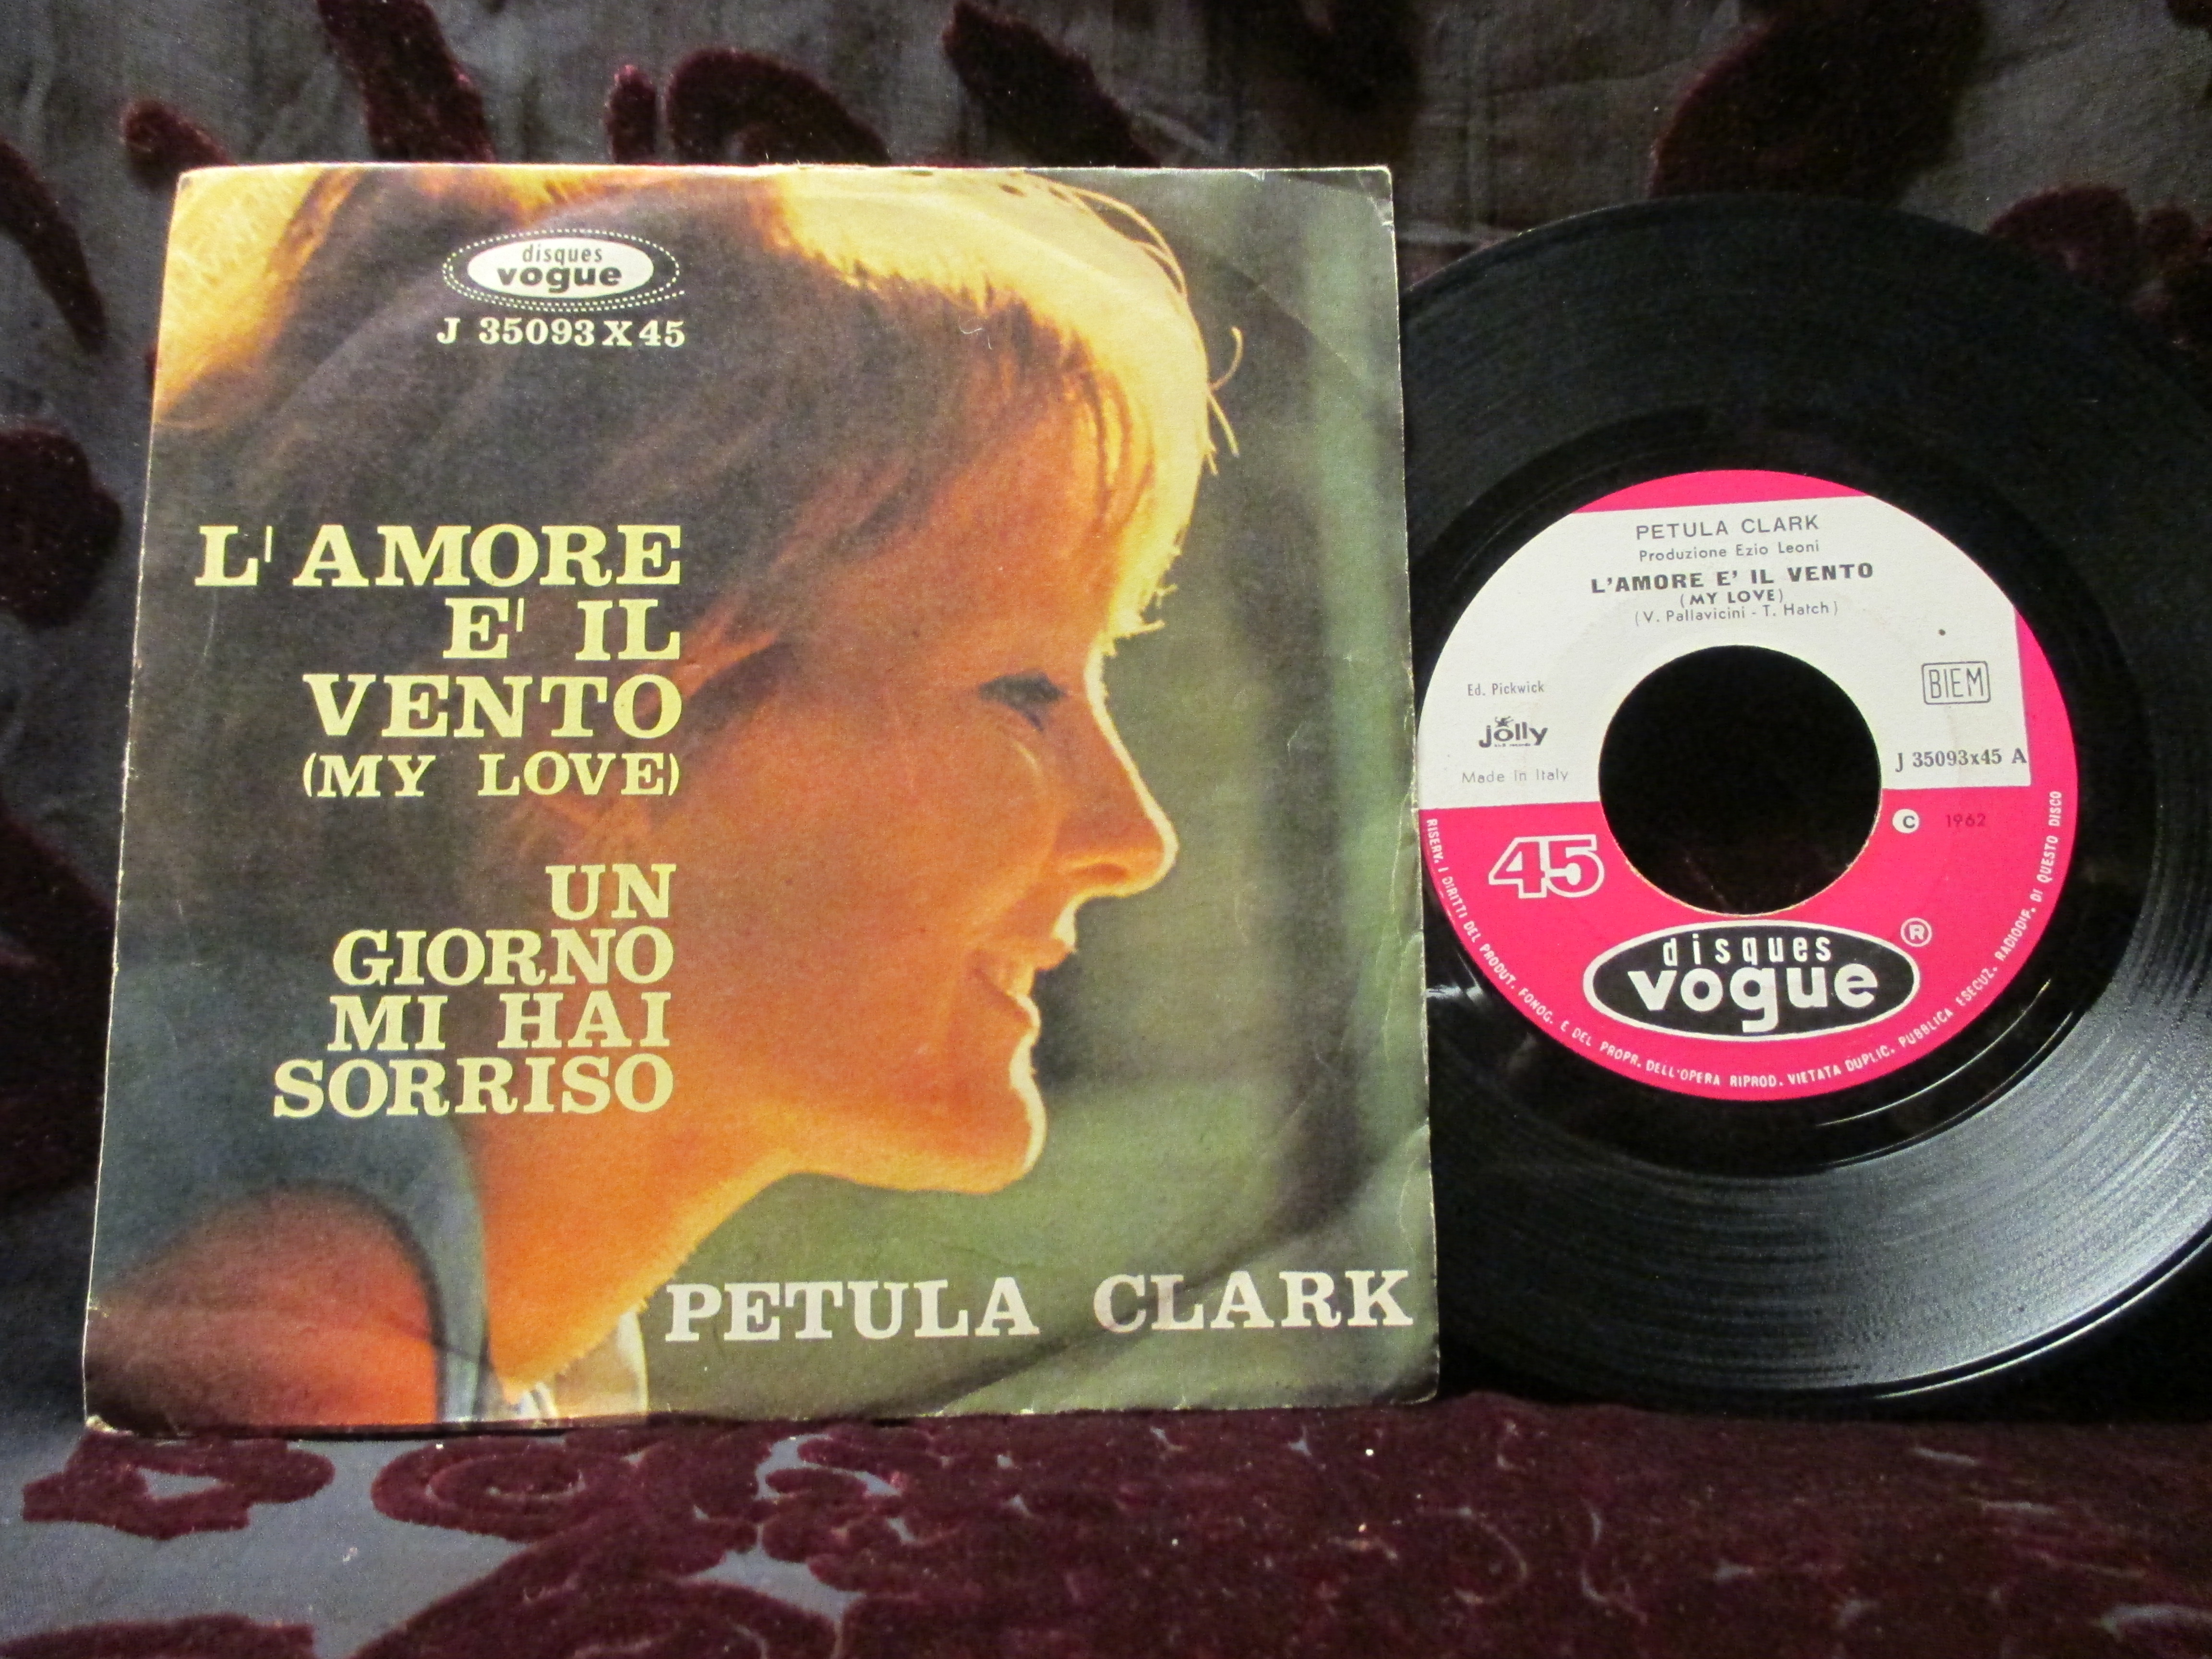 disques
vogue
J 35093 X 45
L'AMORE
E' IL
VENTO
(MY LOVE)
UN
GIORNO
MI HAI
SORRISO
PETULA CLARK
PETULA CLARK
Produzione Ezio Leoni
L'AMORE E' IL VENTO
(MY LOVE)
(V. Pallavicini - T. Hatch)
Ed. Pickwick
BIEM
jolly
Made in Italy
J 35093x45 A
45
C 1962
disques
vogue
®
RISERV. I DIRITTI DEL PRODUT. FONOG. E DEL PROPR. DELL'OPERA RIPROD. VIETATA DUPLIC. PUBBLICA ESECUZ. RADIODIF. DI QUESTO DISCO